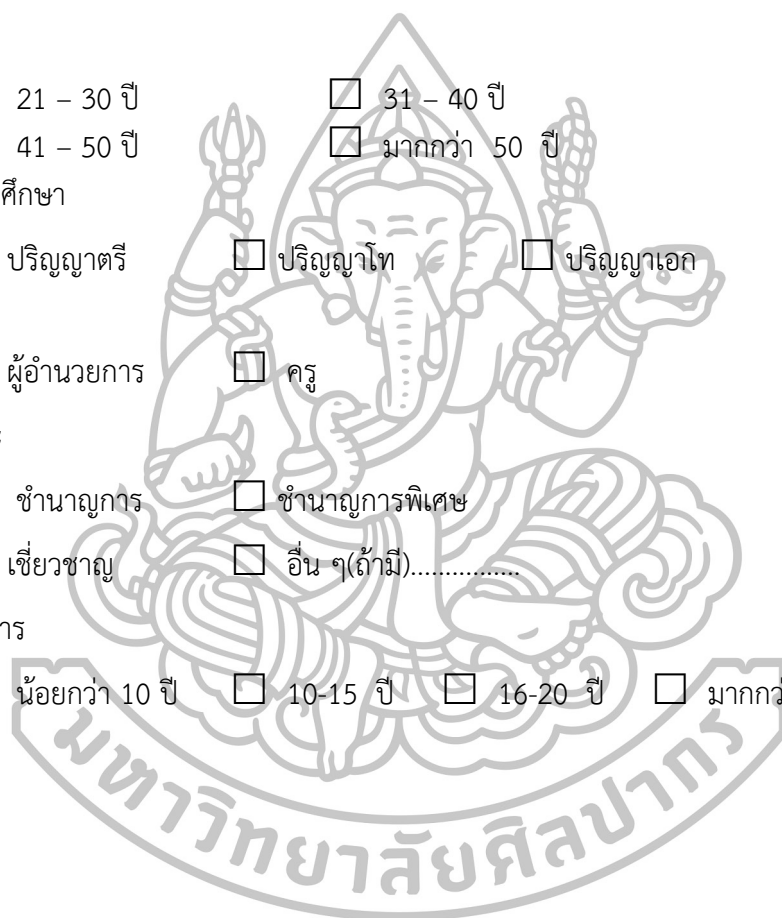 21 – 30 ปี ☐ 31 – 40 ปี
41 – 50 ปี ☐ มากกว่า 50 ปี
ศึกษา
ปริญญาตรี ☐ ปริญญาโท ☐ ปริญญาเอก
ผู้อำนวยการ ☐ ครู
ชำนาญการ ☐ ชำนาญการพิเศษ
เชี่ยวชาญ ☐ อื่น ๆ(ถ้ามี)...............
าร
น้อยกว่า 10 ปี ☐ 10-15 ปี ☐ 16-20 ปี ☐ มากกว่
มหาวิทยาลัยศิลปากร